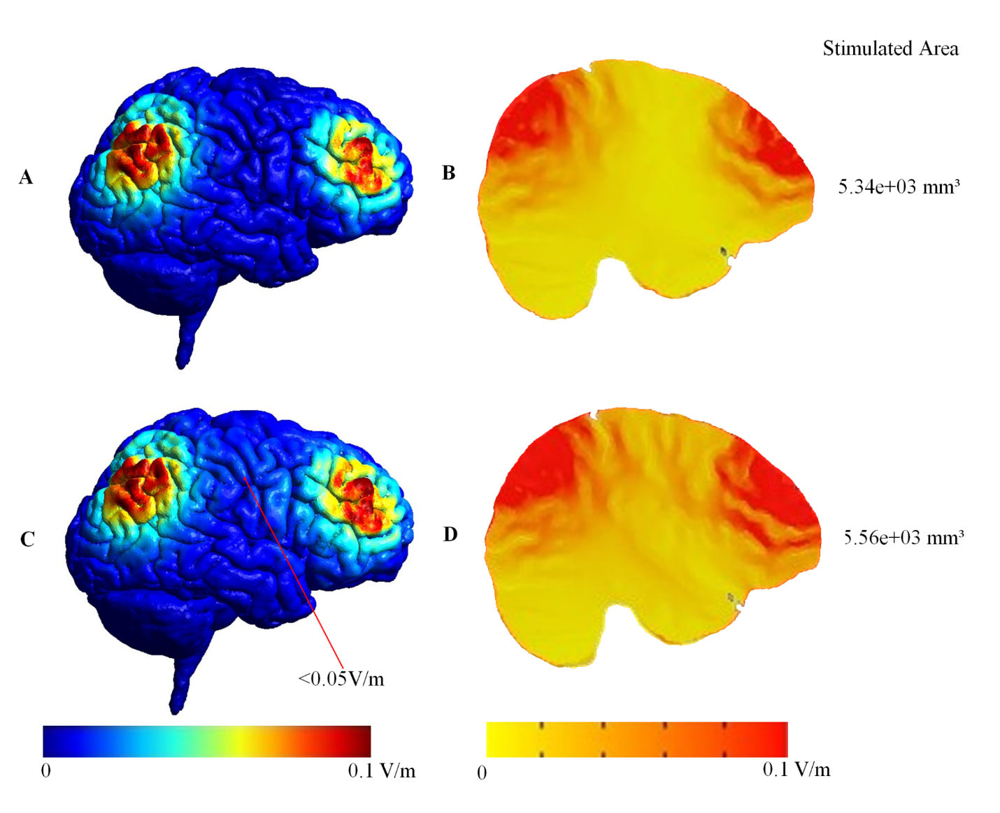 Stimulated Area
A
B
5.34e+03 mm³
C
D
5.56e+03 mm³
<0.05V/m
0
0.1 V/m
0
0.1 V/m